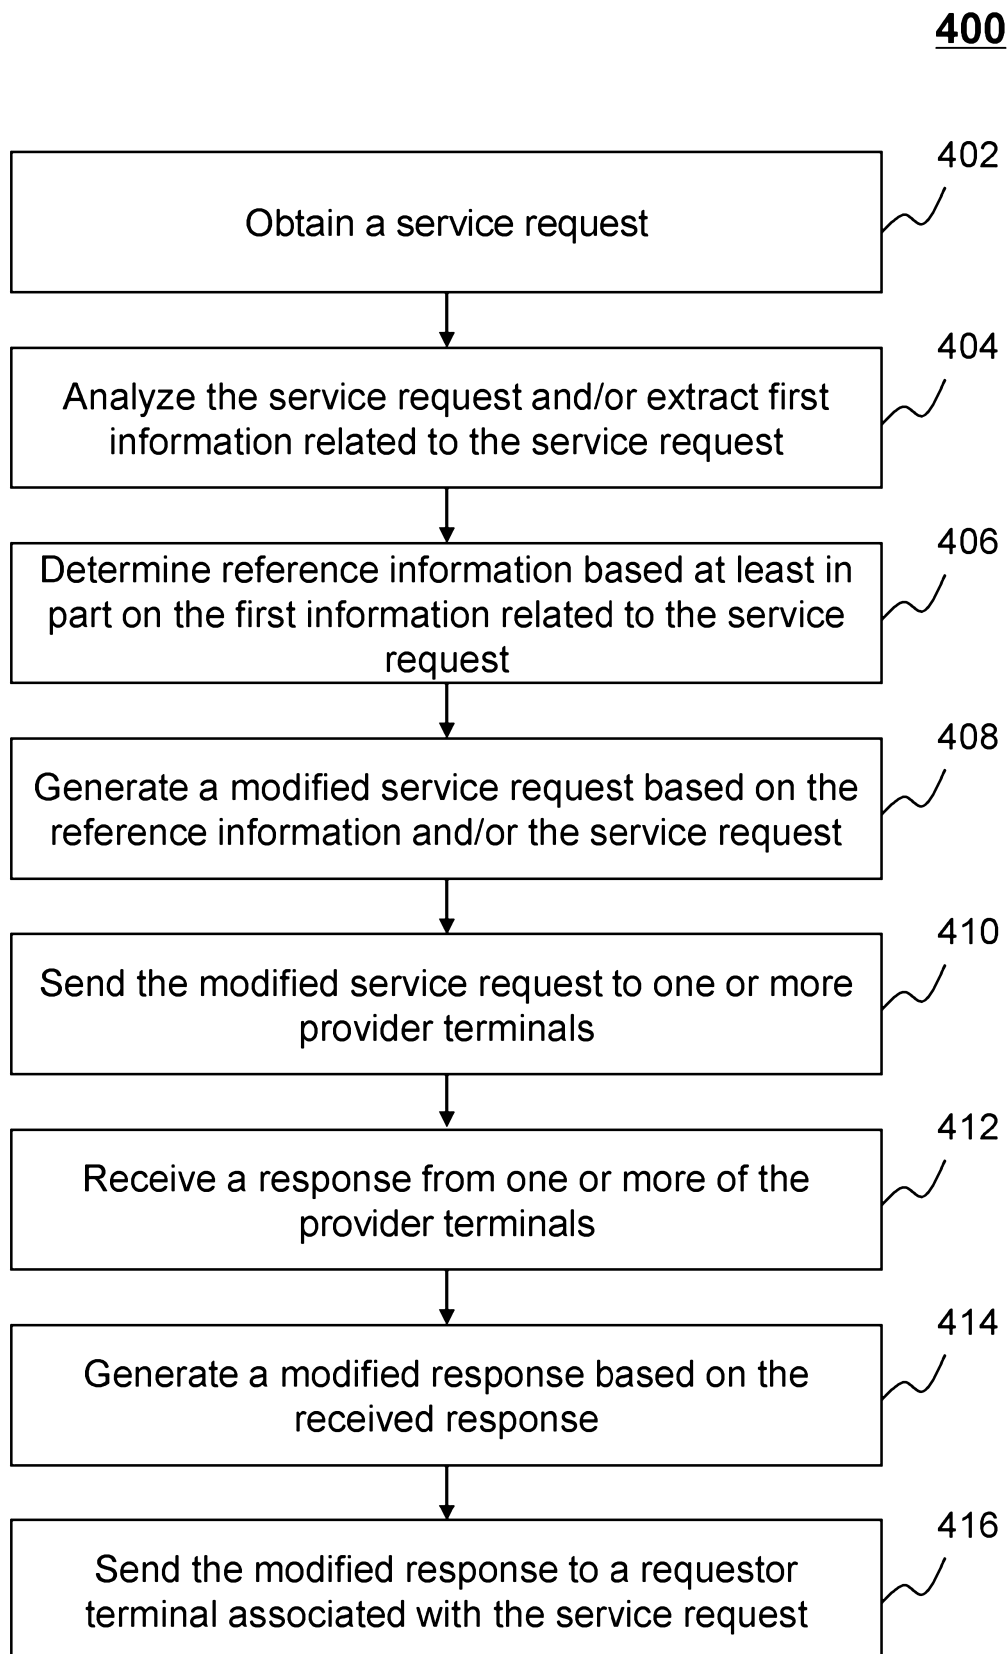 400
402
Obtain a service request
404
Analyze the service request and/or extract first
information related to the service request
406
Determine reference information based at least in
part on the first information related to the service
request
408
Generate a modified service request based on the
reference information and/or the service request
410
Send the modified service request to one or more
provider terminals
412
Receive a response from one or more of the
provider terminals
414
Generate a modified response based on the
received response
416
Send the modified response to a requestor
terminal associated with the service request